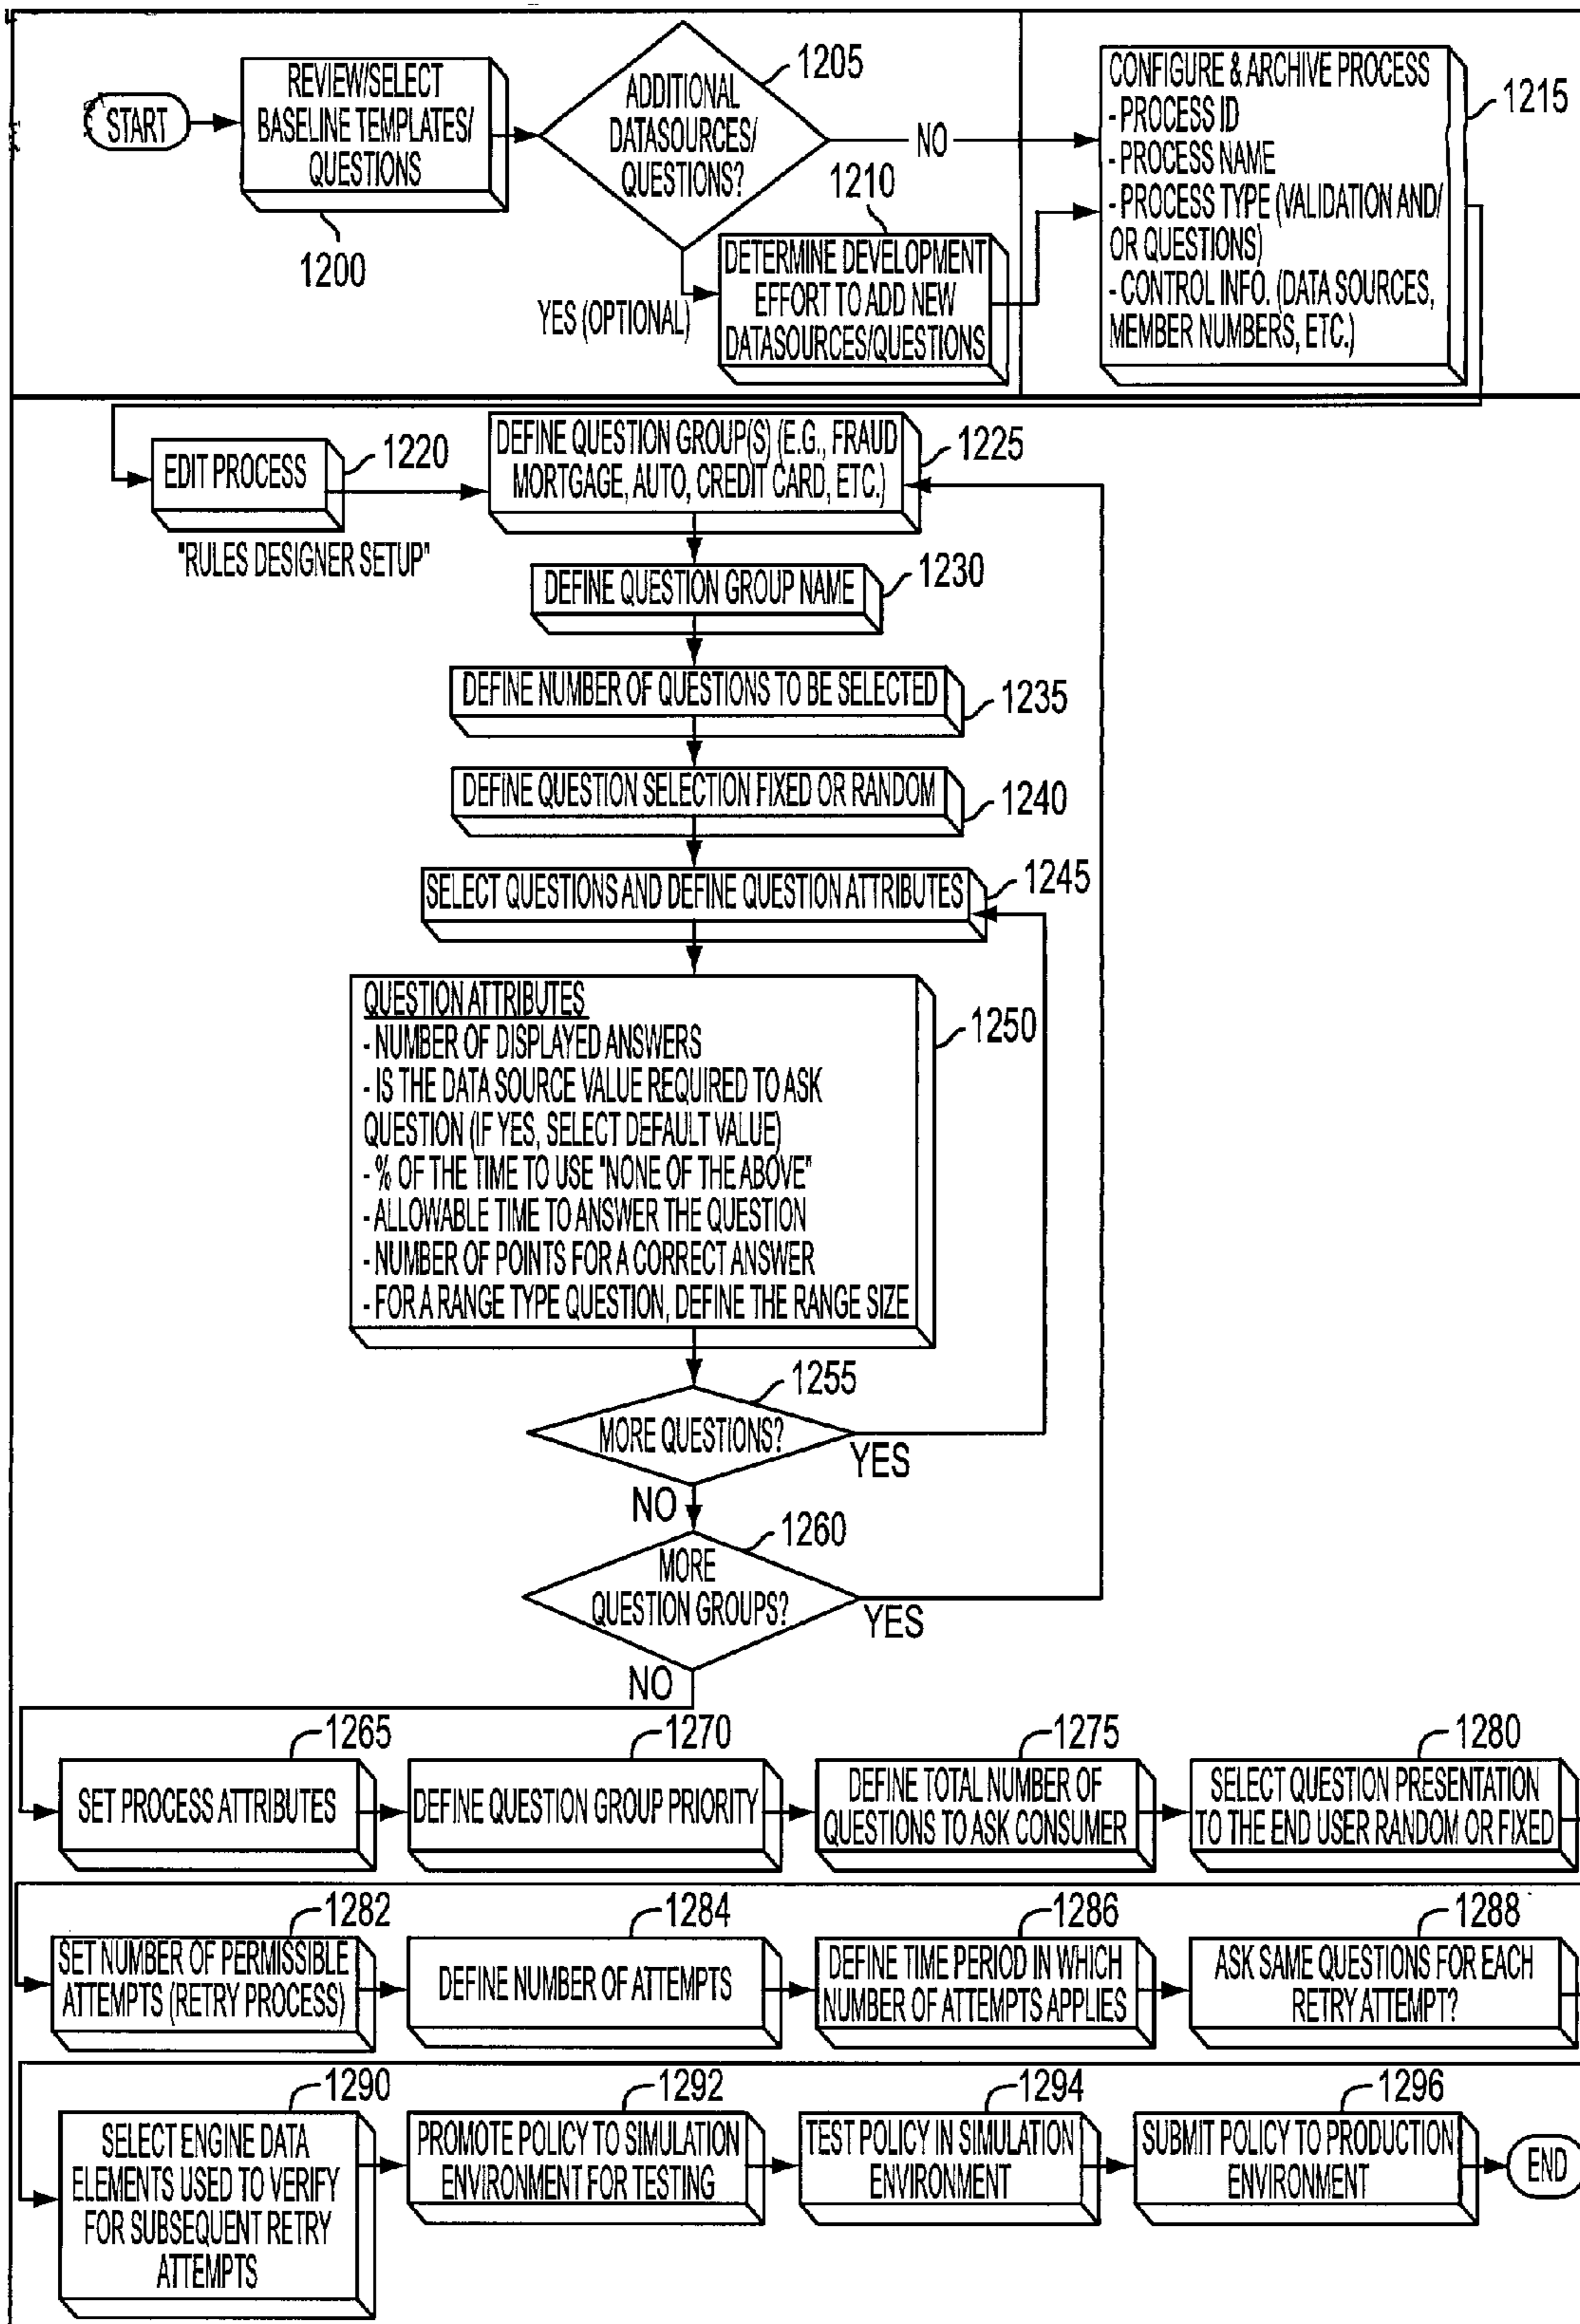 START
REVIEW/SELECT
BASELINE TEMPLATES/
QUESTIONS
1200
ADDITIONAL
DATASOURCES/
QUESTIONS?
1205
NO
YES (OPTIONAL)
1210
DETERMINE DEVELOPMENT
EFFORT TO ADD NEW
DATASOURCES/QUESTIONS
CONFIGURE & ARCHIVE PROCESS
- PROCESS ID
- PROCESS NAME
- PROCESS TYPE (VALIDATION AND/
OR QUESTIONS)
- CONTROL INFO. (DATA SOURCES,
MEMBER NUMBERS, ETC.)
1215
EDIT PROCESS
1220
"RULES DESIGNER SETUP"
DEFINE QUESTION GROUP(S) (E.G., FRAUD
MORTGAGE, AUTO, CREDIT CARD, ETC.)
1225
DEFINE QUESTION GROUP NAME
1230
DEFINE NUMBER OF QUESTIONS TO BE SELECTED
1235
DEFINE QUESTION SELECTION FIXED OR RANDOM
1240
SELECT QUESTIONS AND DEFINE QUESTION ATTRIBUTES
1245
QUESTION ATTRIBUTES
- NUMBER OF DISPLAYED ANSWERS
- IS THE DATA SOURCE VALUE REQUIRED TO ASK
QUESTION (IF YES, SELECT DEFAULT VALUE)
- % OF THE TIME TO USE "NONE OF THE ABOVE"
- ALLOWABLE TIME TO ANSWER THE QUESTION
- NUMBER OF POINTS FOR A CORRECT ANSWER
- FOR A RANGE TYPE QUESTION, DEFINE THE RANGE SIZE
1250
MORE QUESTIONS?
1255
YES
NO
MORE
QUESTION GROUPS?
1260
YES
NO
1265
SET PROCESS ATTRIBUTES
1270
DEFINE QUESTION GROUP PRIORITY
1275
DEFINE TOTAL NUMBER OF
QUESTIONS TO ASK CONSUMER
1280
SELECT QUESTION PRESENTATION
TO THE END USER RANDOM OR FIXED
1282
SET NUMBER OF PERMISSIBLE
ATTEMPTS (RETRY PROCESS)
1284
DEFINE NUMBER OF ATTEMPTS
1286
DEFINE TIME PERIOD IN WHICH
NUMBER OF ATTEMPTS APPLIES
1288
ASK SAME QUESTIONS FOR EACH
RETRY ATTEMPT?
1290
SELECT ENGINE DATA
ELEMENTS USED TO VERIFY
FOR SUBSEQUENT RETRY
ATTEMPTS
1292
PROMOTE POLICY TO SIMULATION
ENVIRONMENT FOR TESTING
1294
TEST POLICY IN SIMULATION
ENVIRONMENT
1296
SUBMIT POLICY TO PRODUCTION
ENVIRONMENT
END